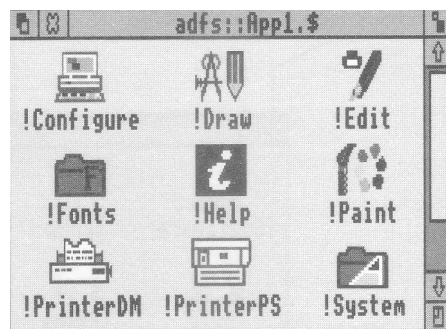 adfs::App1.$
!Configure !Draw !Edit
!Fonts !Help !Paint
!PrinterDM !PrinterPS !System